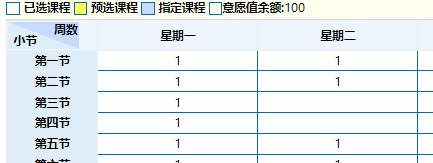 已选课程 预选课程 指定课程 意愿值余额:100
周数 星期一 星期二
小节
第一节 1 1
第二节 1 1
第三节 1
第四节 1
第五节 1 1